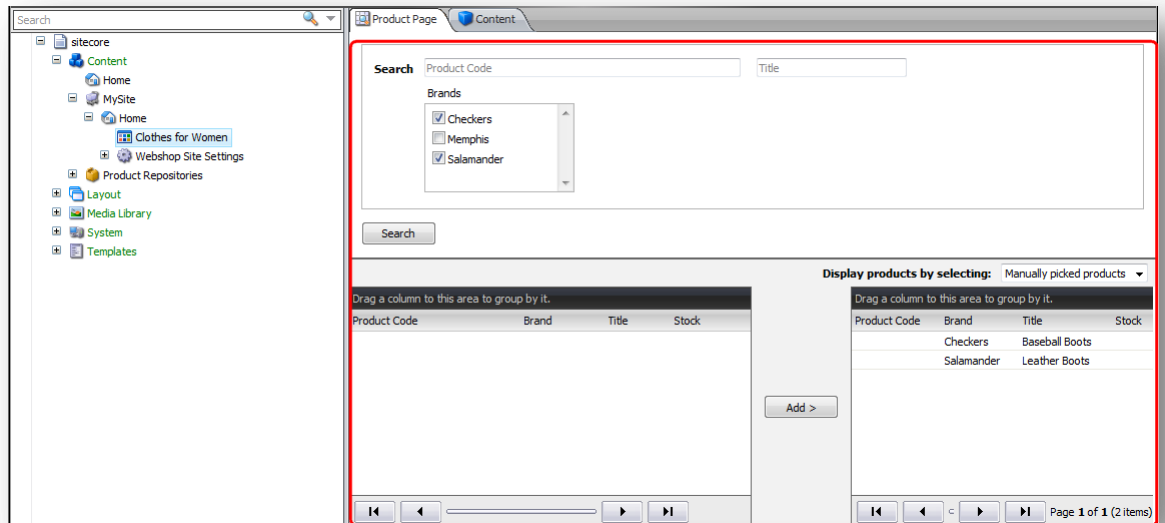 Search
sitecore
Content
Home
MySite
Home
Clothes for Women
Webshop Site Settings
Product Repositories
Layout
Media Library
System
Templates
Product Page
Content
Search Product Code Title
Brands
Checkers
Memphis
Salamander
Search
Display products by selecting: Manually picked products
Drag a column to this area to group by it.
Product Code Brand Title Stock
Add >
Drag a column to this area to group by it.
Product Code Brand Title Stock
Checkers Baseball Boots
Salamander Leather Boots
Page 1 of 1 (2 items)